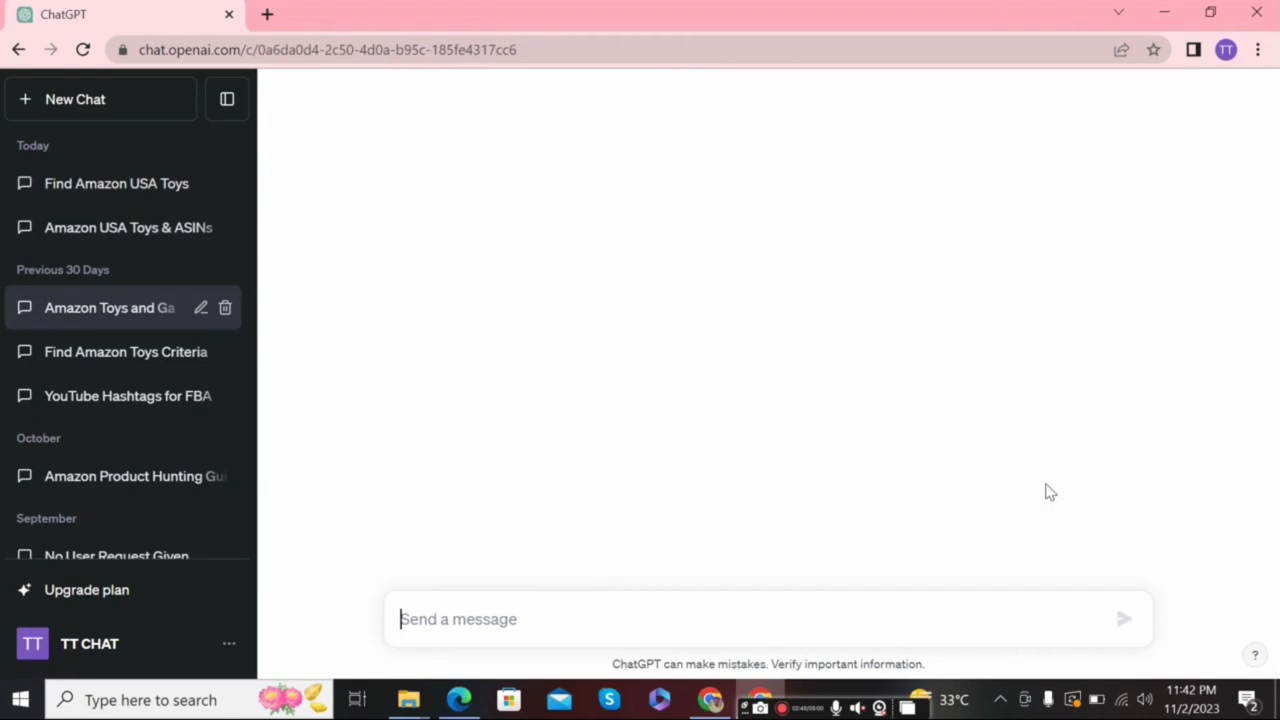 ChatGPT
chat.openai.com/c/0a6da0d4-2c50-4d0a-b95c-185fe4317cc6
TT
New Chat
Today
Find Amazon USA Toys
Amazon USA Toys & ASINs
Previous 30 Days
Amazon Toys and Ga
Find Amazon Toys Criteria
YouTube Hashtags for FBA
October
Amazon Product Hunting Gui
September
No User Request Given
Upgrade plan
TT
TT CHAT
Send a message
ChatGPT can make mistakes. Verify important information.
?
Type here to search
33°C
11:42 PM
11/2/2023
2